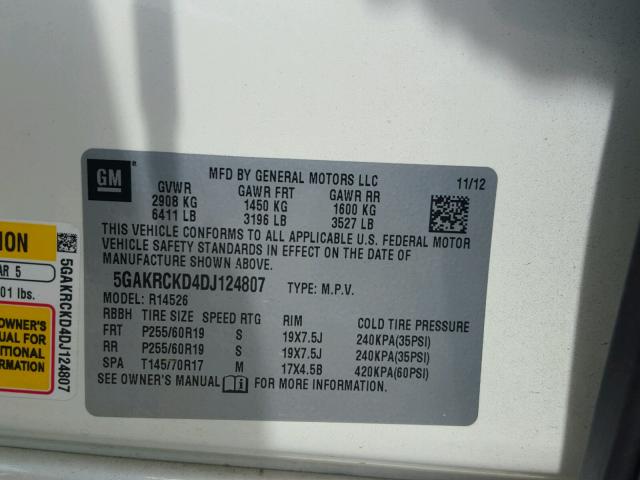 GM
MFD BY GENERAL MOTORS LLC
11/12
GVWR GAWR FRT GAWR RR
2908 KG 1450 KG 1600 KG
6411 LB 3196 LB 3527 LB
THIS VEHICLE CONFORMS TO ALL APPLICABLE U.S. FEDERAL MOTOR
VEHICLE SAFETY STANDARDS IN EFFECT ON THE DATE OF
MANUFACTURE SHOWN ABOVE.
5GAKRCKD4DJ124807 TYPE: M.P.V.
MODEL: R14526
RBBH TIRE SIZE SPEED RTG RIM COLD TIRE PRESSURE
FRT P255/60R19 S 19X7.5J 240KPA(35PSI)
RR P255/60R19 S 19X7.5J 240KPA(35PSI)
SPA T145/70R17 M 17X4.5B 420KPA(60PSI)
SEE OWNER'S MANUAL FOR MORE INFORMATION.
5
lbs.
OWNER'S
MANUAL FOR
5GAKRCKD4DJ124807